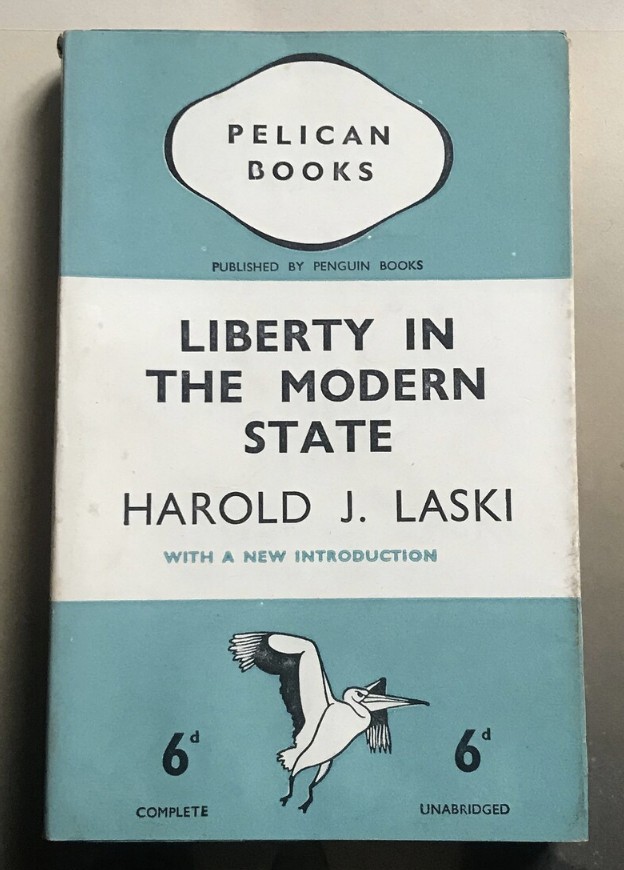 PELICAN
BOOKS
PUBLISHED BY PENGUIN BOOKS
LIBERTY IN
THE MODERN
STATE
HAROLD J. LASKI
WITH A NEW INTRODUCTION
6d 6d
COMPLETE UNABRIDGED